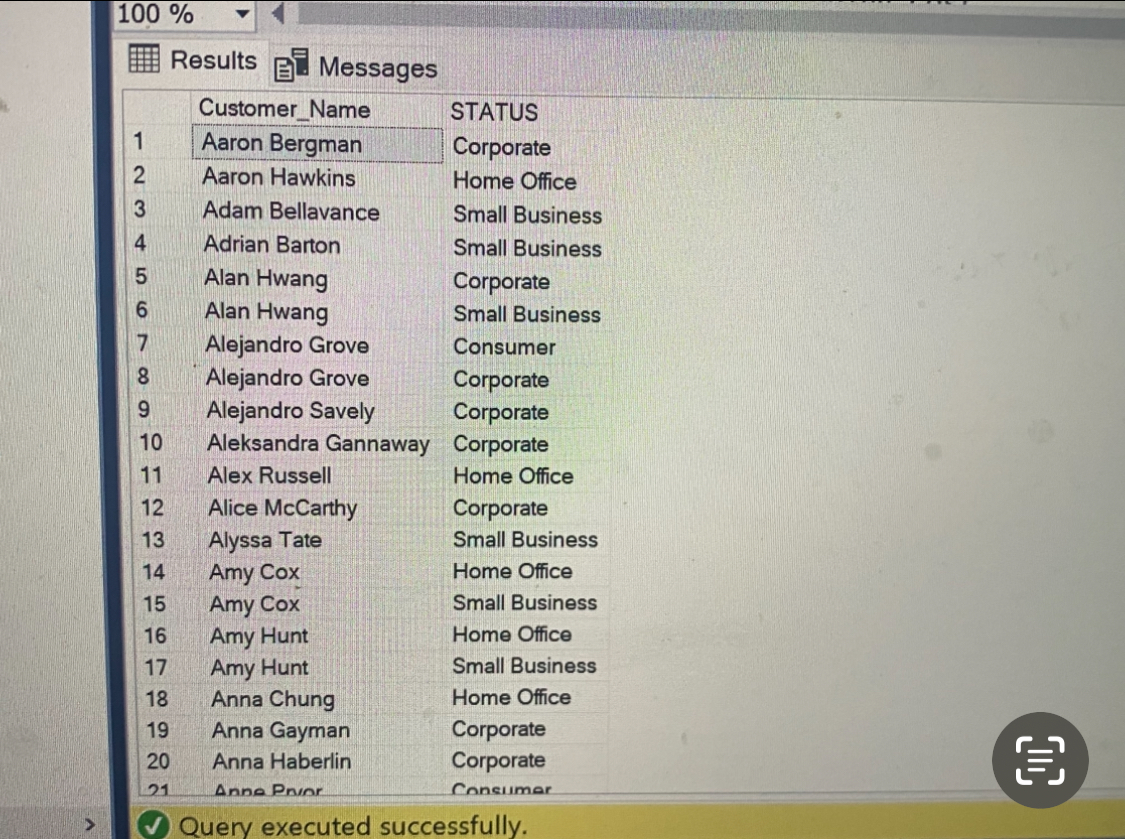 100 %
Results Messages
Customer_Name STATUS
1 Aaron Bergman Corporate
2 Aaron Hawkins Home Office
3 Adam Bellavance Small Business
4 Adrian Barton Small Business
5 Alan Hwang Corporate
6 Alan Hwang Small Business
7 Alejandro Grove Consumer
8 Alejandro Grove Corporate
9 Alejandro Savely Corporate
10 Aleksandra Gannaway Corporate
11 Alex Russell Home Office
12 Alice McCarthy Corporate
13 Alyssa Tate Small Business
14 Amy Cox Home Office
15 Amy Cox Small Business
16 Amy Hunt Home Office
17 Amy Hunt Small Business
18 Anna Chung Home Office
19 Anna Gayman Corporate
20 Anna Haberlin Corporate
21 Anne Pryor Consumer
Query executed successfully.